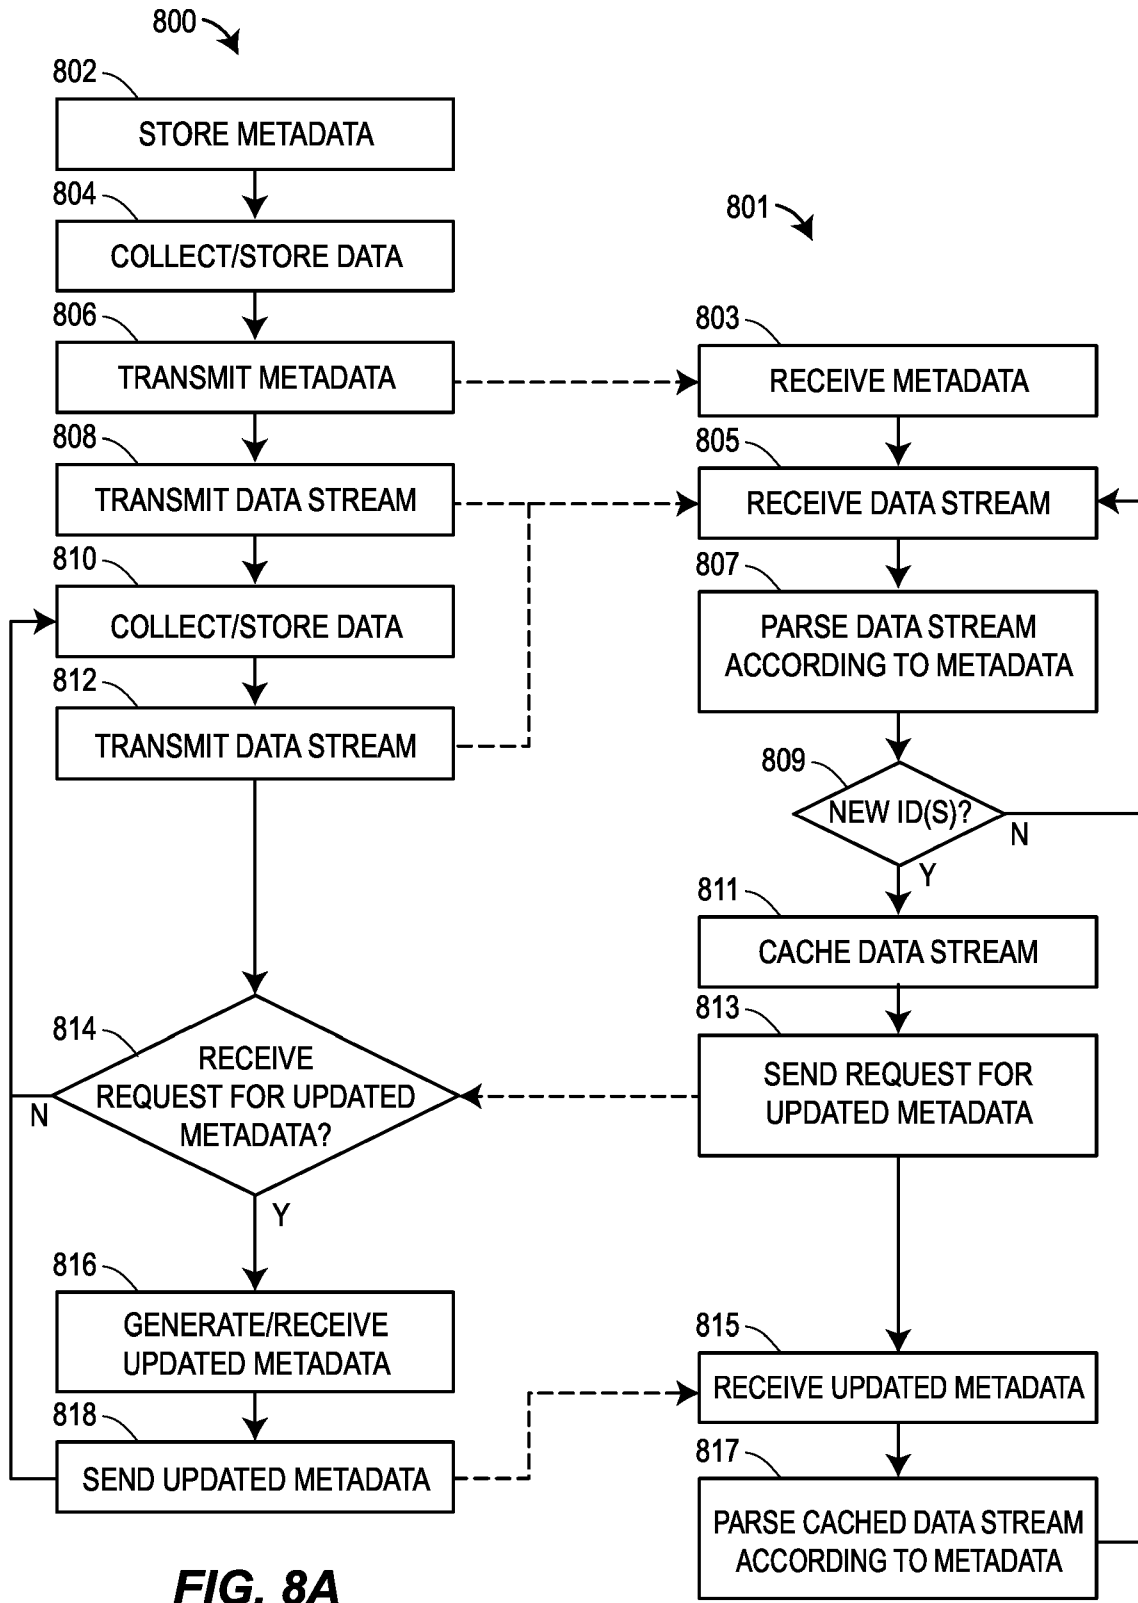 800
802
STORE METADATA
804
COLLECT/STORE DATA
806
TRANSMIT METADATA
808
TRANSMIT DATA STREAM
810
COLLECT/STORE DATA
812
TRANSMIT DATA STREAM
814
RECEIVE
REQUEST FOR UPDATED
METADATA?
N
Y
816
GENERATE/RECEIVE
UPDATED METADATA
818
SEND UPDATED METADATA
801
803
RECEIVE METADATA
805
RECEIVE DATA STREAM
807
PARSE DATA STREAM
ACCORDING TO METADATA
809
NEW ID(S)?
N
Y
811
CACHE DATA STREAM
813
SEND REQUEST FOR
UPDATED METADATA
815
RECEIVE UPDATED METADATA
817
PARSE CACHED DATA STREAM
ACCORDING TO METADATA
FIG. 8A